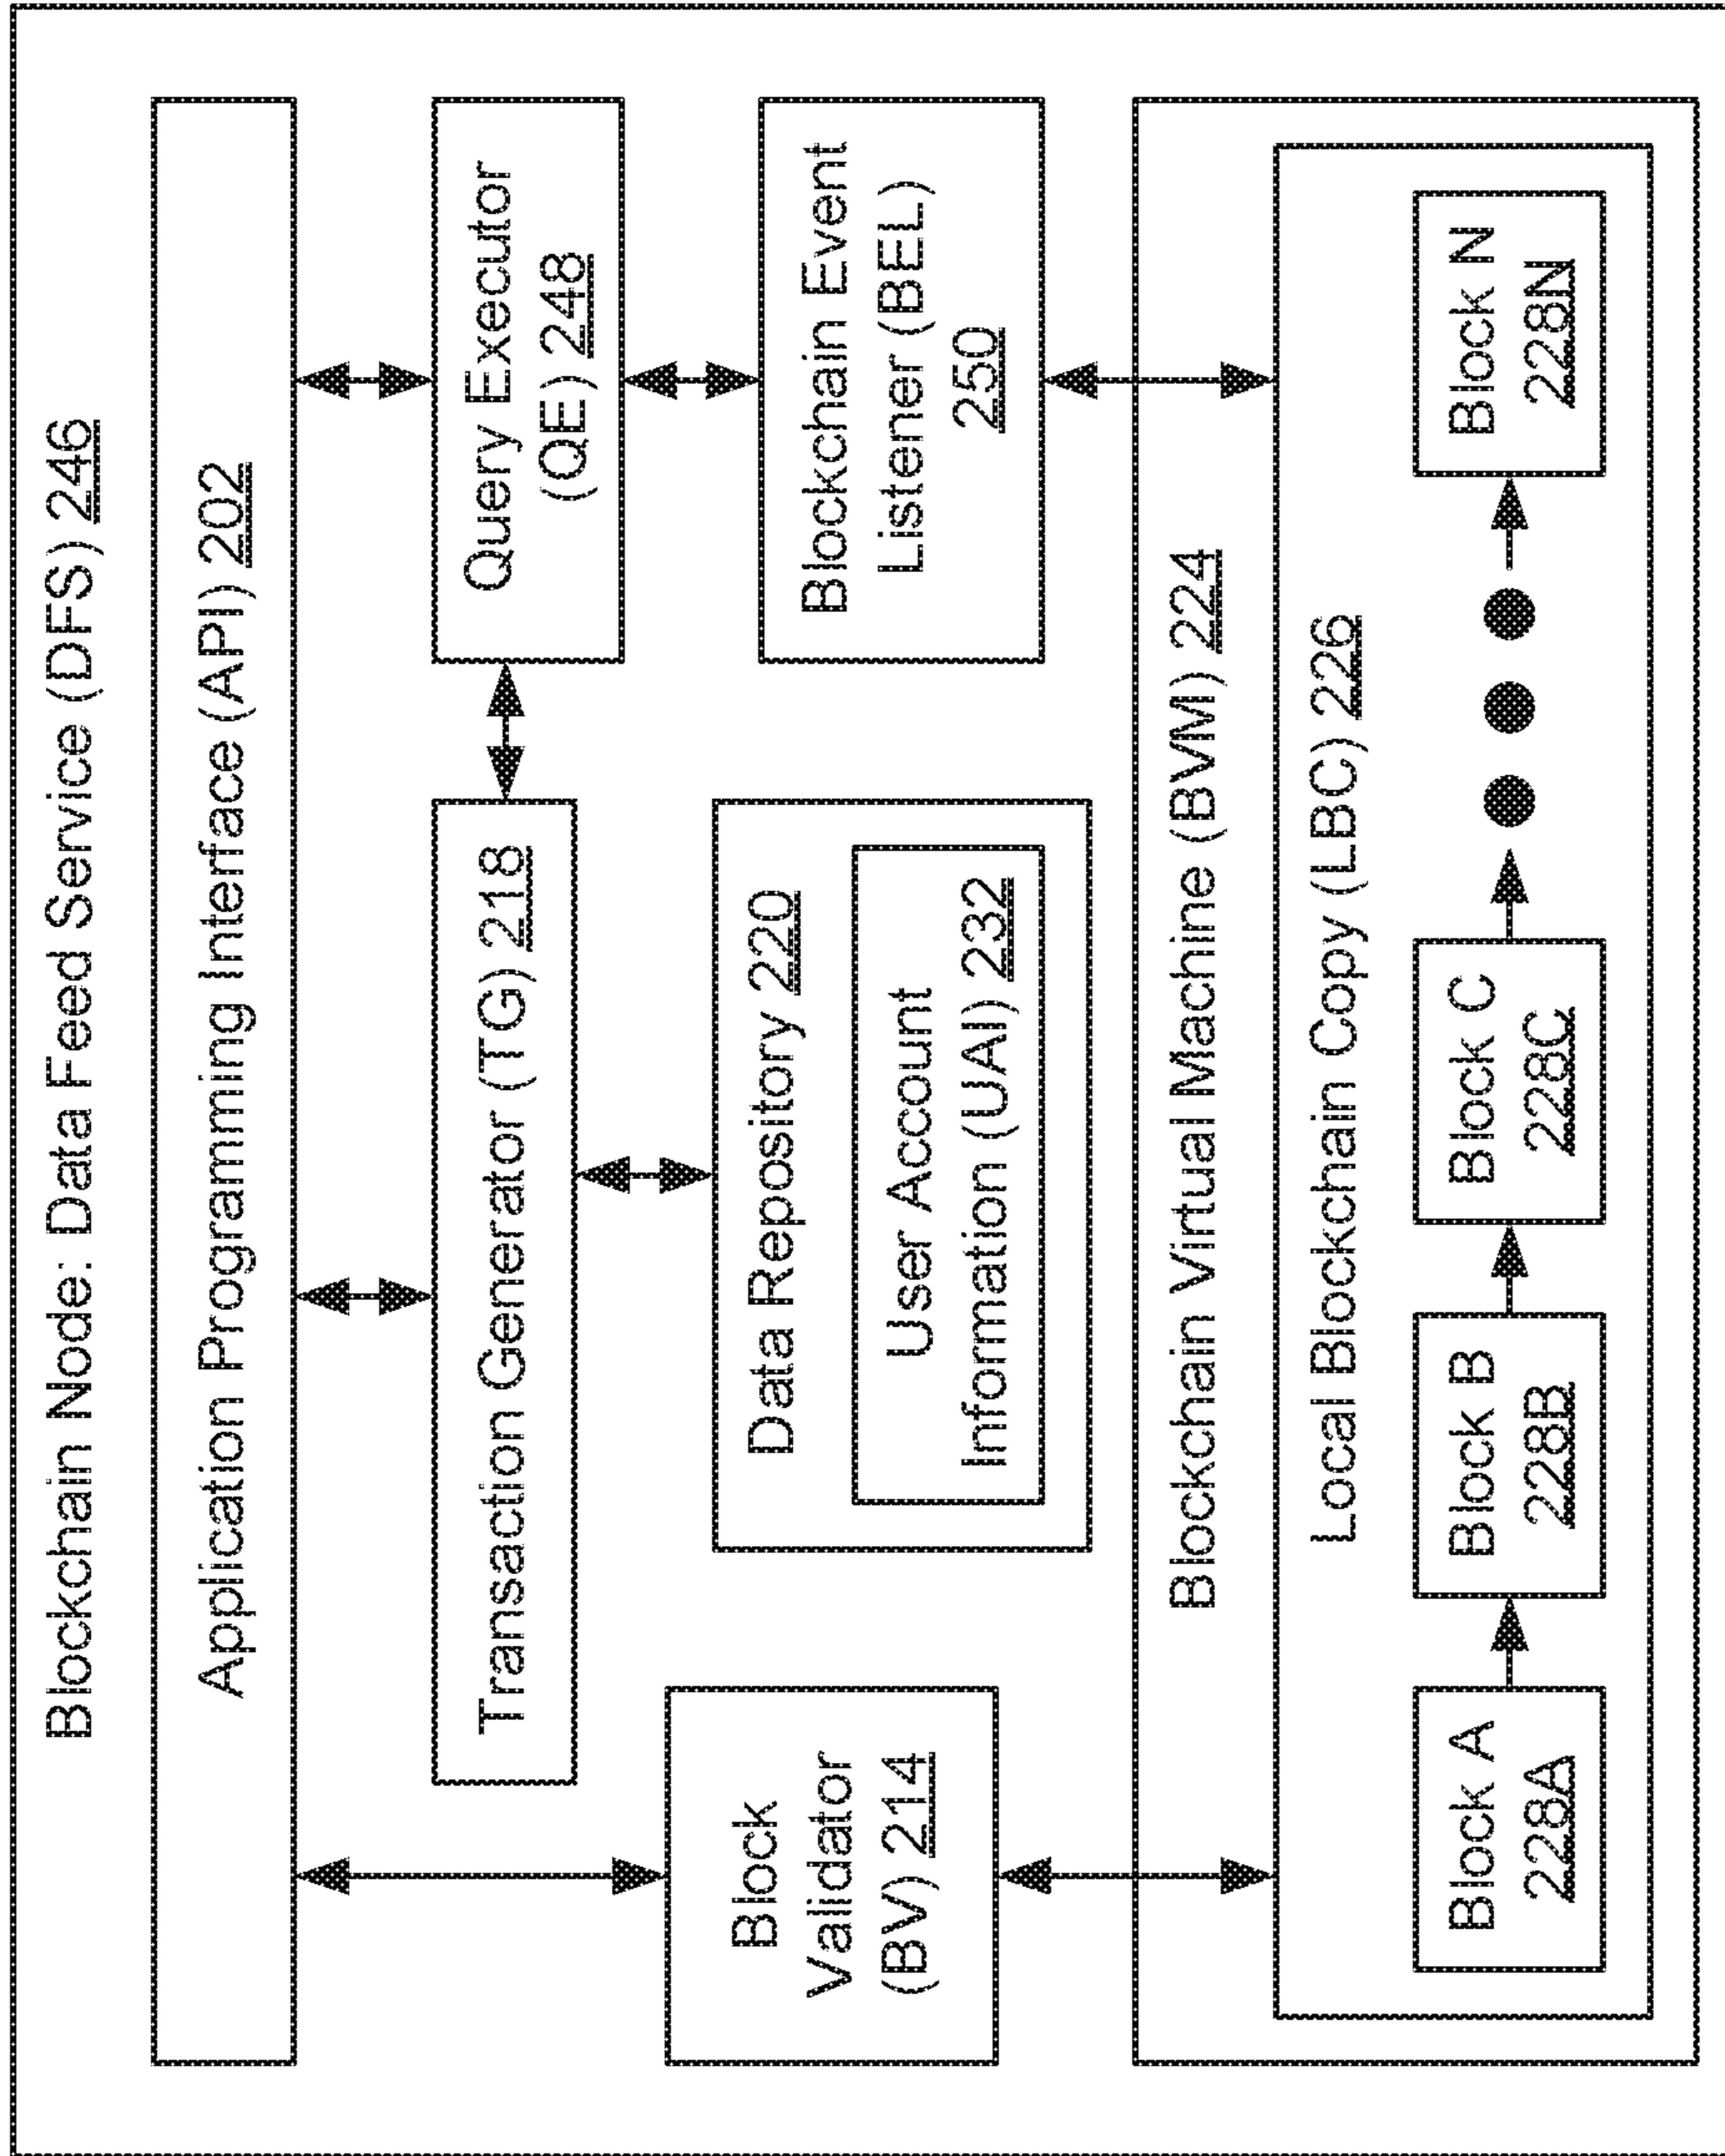 Blockchain Node: Data Feed Service (DFS) 246
Application Programming Interface (API) 202
Block
Validator
(BV) 214
Transaction Generator (TG) 218
Data Repository 220
User Account
Information (UAI) 232
Query Executor
(QE) 248
Blockchain Event
Listener (BEL)
250
Blockchain Virtual Machine (BVM) 224
Local Blockchain Copy (LBC) 226
Block A
228A
Block B
228B
Block C
228C
Block N
228N